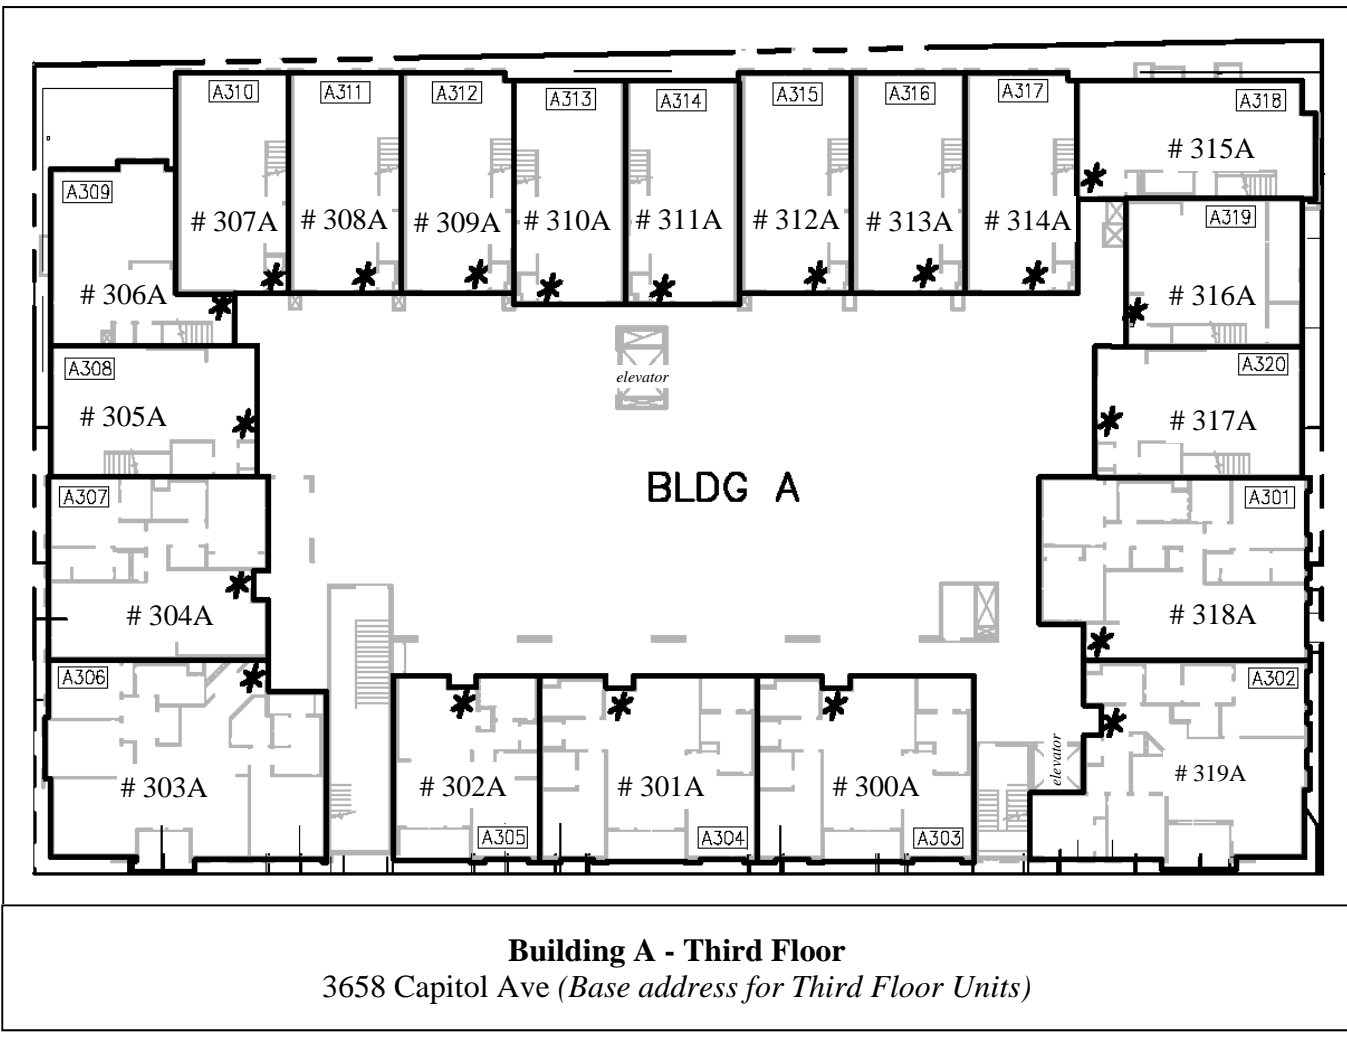 A310
A311
A312
A313
A314
A315
A316
A317
A318
# 315A
A309
A319
# 307A
# 308A
# 309A
# 310A
# 311A
# 312A
# 313A
# 314A
# 306A
# 316A
A308
elevator
A320
# 305A
# 317A
A307
BLDG A
A301
# 304A
# 318A
A306
A302
# 303A
# 302A
# 301A
# 300A
elevator
# 319A
A305
A304
A303
Building A - Third Floor
3658 Capitol Ave (Base address for Third Floor Units)